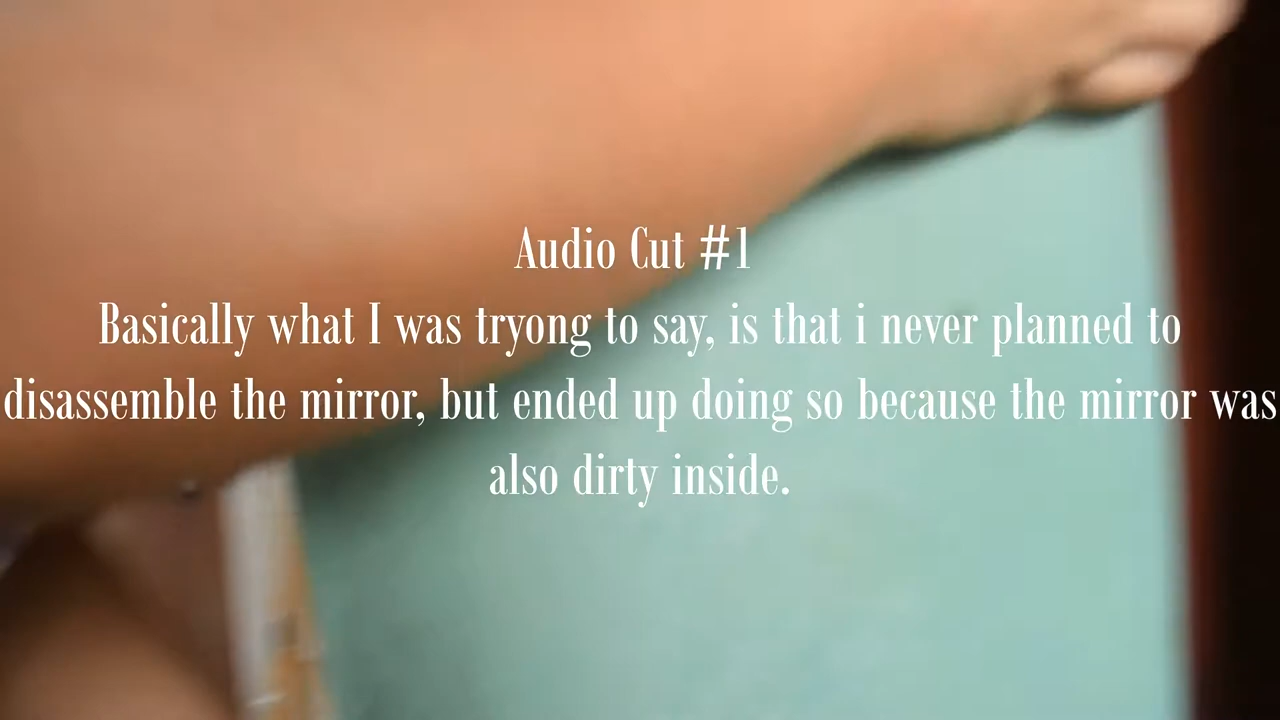 Audio Cut #1
Basically what I was tryong to say, is that i never planned to
disassemble the mirror, but ended up doing so because the mirror was
also dirty inside.